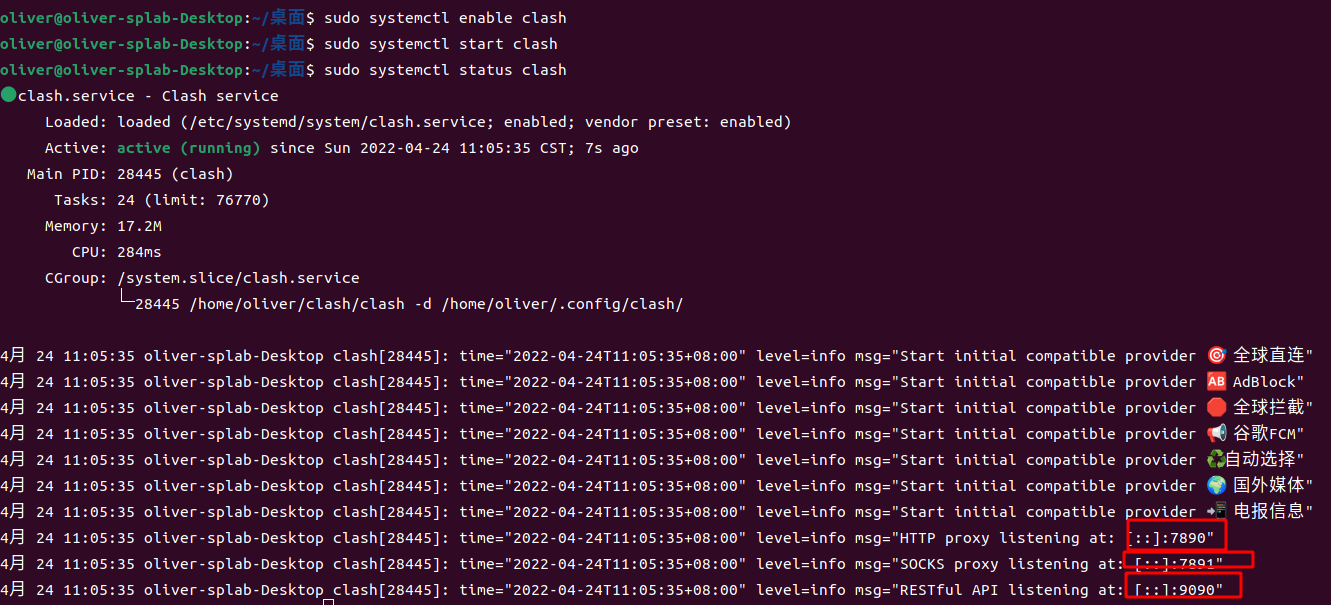 oliver@oliver-splab-Desktop:~/桌面$ sudo systemctl enable clash
oliver@oliver-splab-Desktop:~/桌面$ sudo systemctl start clash
oliver@oliver-splab-Desktop:~/桌面$ sudo systemctl status clash
clash.service - Clash service
Loaded: loaded (/etc/systemd/system/clash.service; enabled; vendor preset: enabled)
Active: active (running) since Sun 2022-04-24 11:05:35 CST; 7s ago
Main PID: 28445 (clash)
Tasks: 24 (limit: 76770)
Memory: 17.2M
CPU: 284ms
CGroup: /system.slice/clash.service
└─28445 /home/oliver/clash/clash -d /home/oliver/.config/clash/
4月 24 11:05:35 oliver-splab-Desktop clash[28445]: time="2022-04-24T11:05:35+08:00" level=info msg="Start initial compatible provider 🎯 全球直连"
4月 24 11:05:35 oliver-splab-Desktop clash[28445]: time="2022-04-24T11:05:35+08:00" level=info msg="Start initial compatible provider 🆎 AdBlock"
4月 24 11:05:35 oliver-splab-Desktop clash[28445]: time="2022-04-24T11:05:35+08:00" level=info msg="Start initial compatible provider 🛑 全球拦截"
4月 24 11:05:35 oliver-splab-Desktop clash[28445]: time="2022-04-24T11:05:35+08:00" level=info msg="Start initial compatible provider 📢 谷歌FCM"
4月 24 11:05:35 oliver-splab-Desktop clash[28445]: time="2022-04-24T11:05:35+08:00" level=info msg="Start initial compatible provider ♻️自动选择"
4月 24 11:05:35 oliver-splab-Desktop clash[28445]: time="2022-04-24T11:05:35+08:00" level=info msg="Start initial compatible provider 🌍 国外媒体"
4月 24 11:05:35 oliver-splab-Desktop clash[28445]: time="2022-04-24T11:05:35+08:00" level=info msg="Start initial compatible provider 📲 电报信息"
4月 24 11:05:35 oliver-splab-Desktop clash[28445]: time="2022-04-24T11:05:35+08:00" level=info msg="HTTP proxy listening at: [::]:7890"
4月 24 11:05:35 oliver-splab-Desktop clash[28445]: time="2022-04-24T11:05:35+08:00" level=info msg="SOCKS proxy listening at: [::]:7891"
4月 24 11:05:35 oliver-splab-Desktop clash[28445]: time="2022-04-24T11:05:35+08:00" level=info msg="RESTful API listening at: [::]:9090"